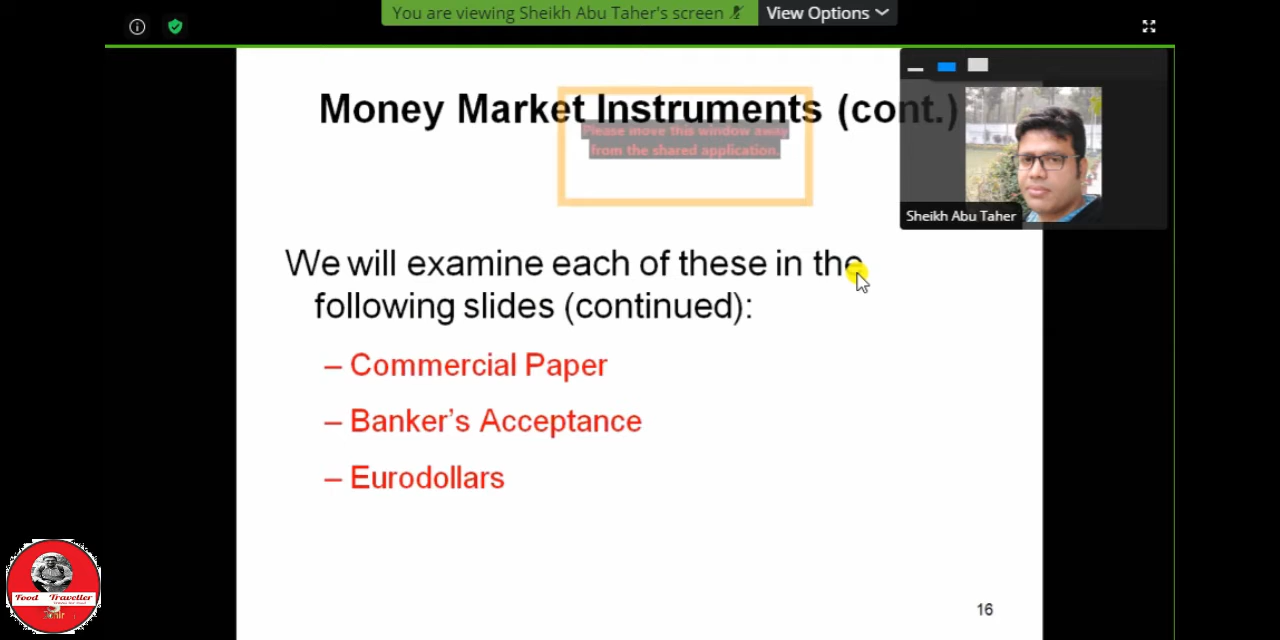 You are viewing Sheikh Abu Taher's screen
View Options
Money Market Instruments (cont.)
Please move this window away
from the shared application.
Sheikh Abu Taher
We will examine each of these in the
following slides (continued):
– Commercial Paper
– Banker's Acceptance
– Eurodollars
16
Food Traveller